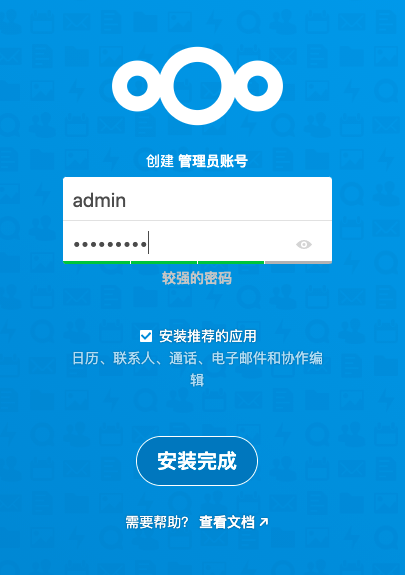 创建 管理员账号
admin
•••••••••
较强的密码
安装推荐的应用
日历、联系人、通话、电子邮件和协作编
辑
安装完成
需要帮助? 查看文档 ↗